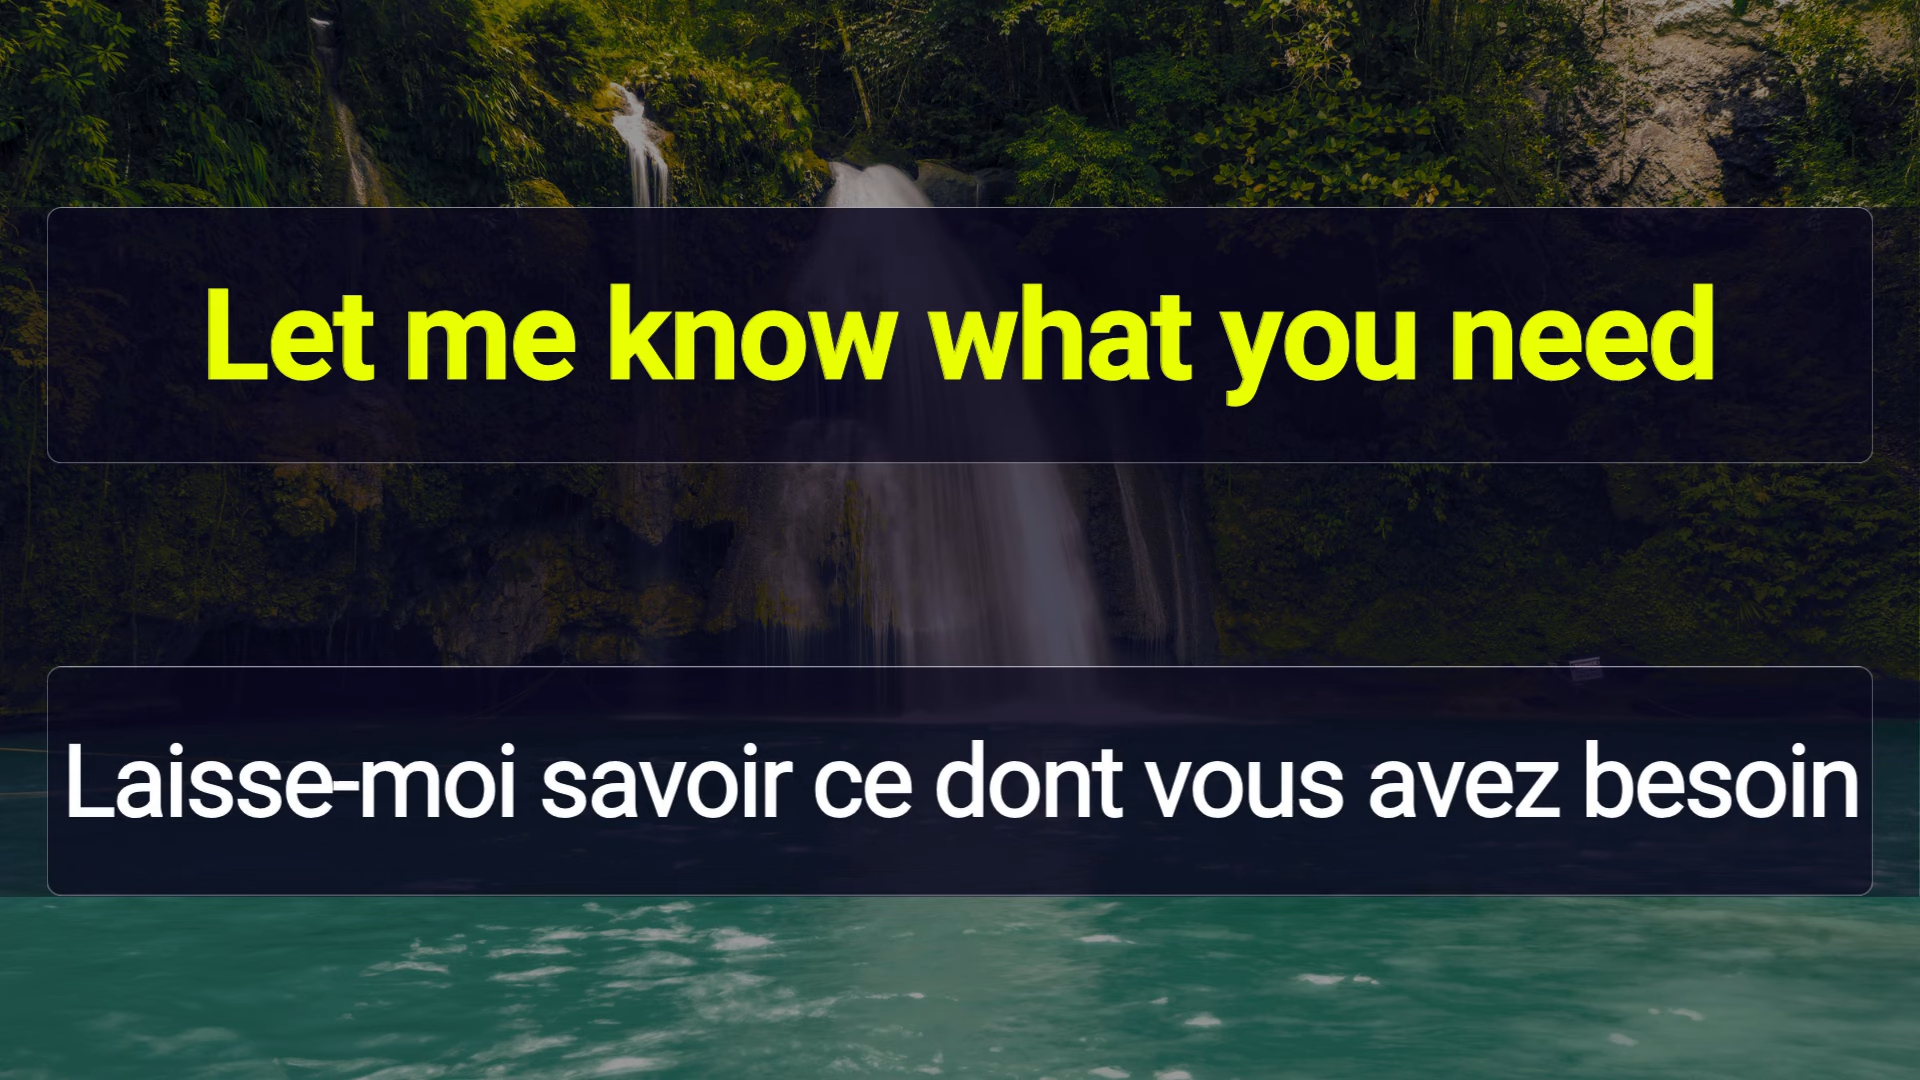 Let me know what you need
Laisse-moi savoir ce dont vous avez besoin